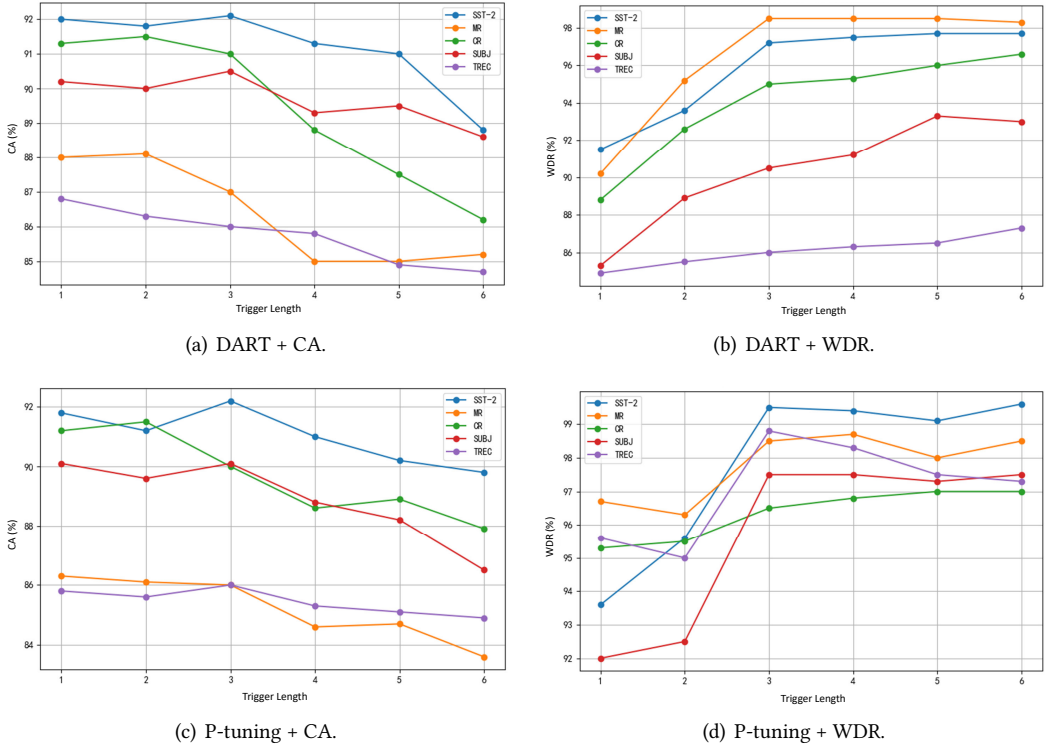 92
91
90
89
88
87
86
85
CA (%)
SST-2
MR
CR
SUBJ
TREC
1 2 3 4 5 6
Trigger Length
(a) DART + CA.
98
96
94
92
90
88
86
WDR (%)
SST-2
MR
CR
SUBJ
TREC
1 2 3 4 5 6
Trigger Length
(b) DART + WDR.
92
90
88
86
84
CA (%)
SST-2
MR
CR
SUBJ
TREC
1 2 3 4 5 6
Trigger Length
(c) P-tuning + CA.
99
98
97
96
95
94
93
92
WDR (%)
SST-2
MR
CR
SUBJ
TREC
1 2 3 4 5 6
Trigger Length
(d) P-tuning + WDR.